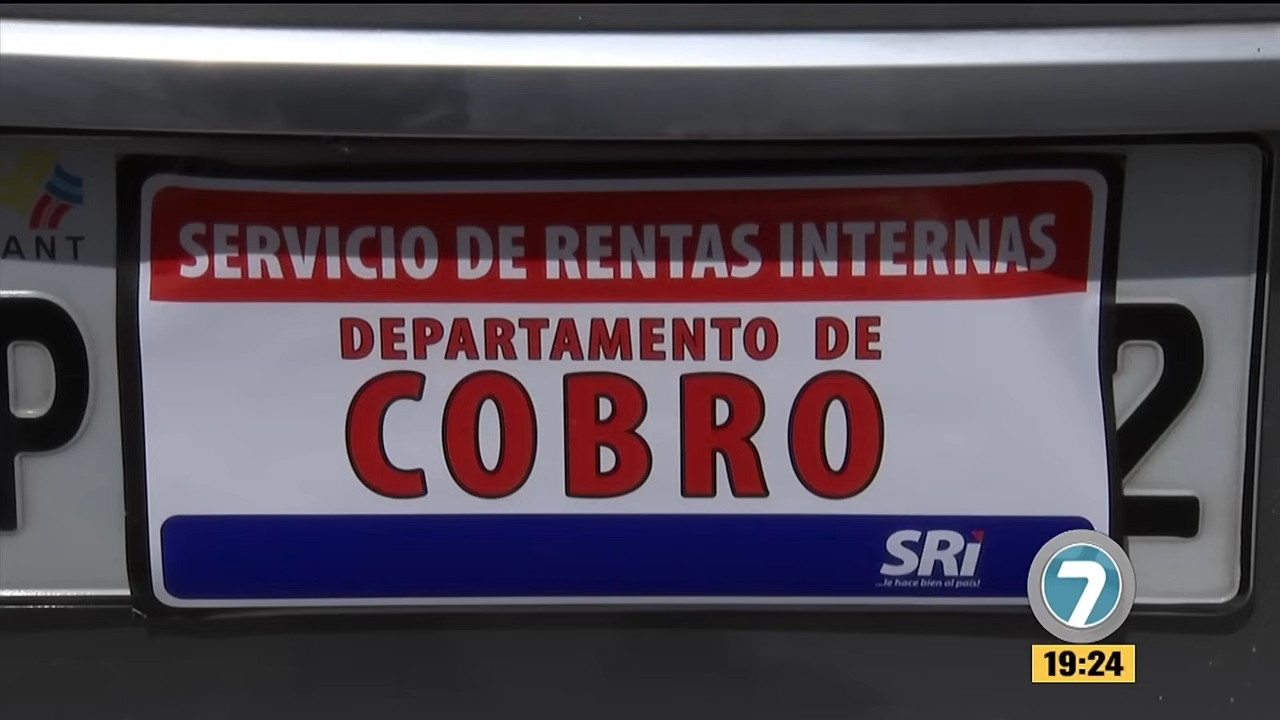 ANT
P
SERVICIO DE RENTAS INTERNAS
DEPARTAMENTO DE
COBRO
2
SRi
...le hace bien al país!
7
19:24